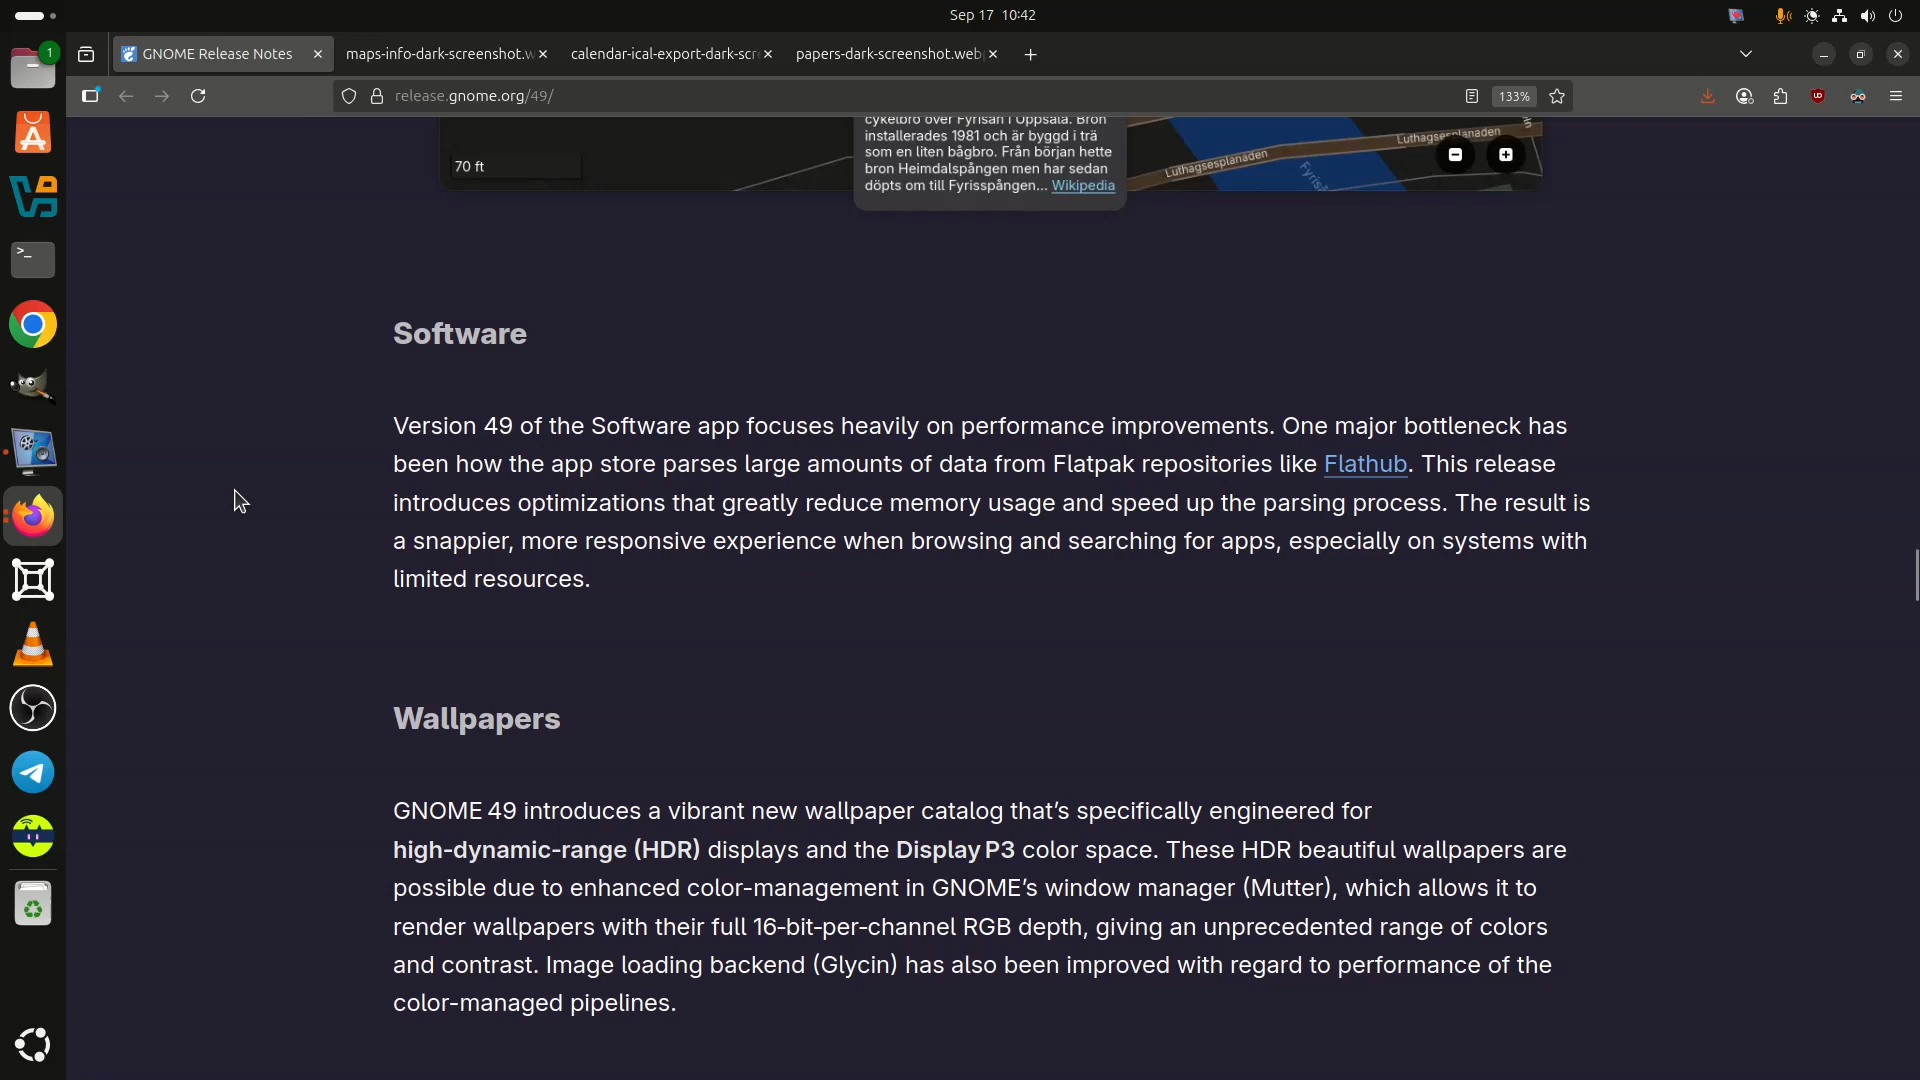 Sep 17 10:42
1
GNOME Release Notes
maps-info-dark-screenshot.w
calendar-ical-export-dark-scr
papers-dark-screenshot.web
release.gnome.org/49/
133%
cykelbro över Fyrisån i Uppsala. Bron
installerades 1981 och är byggd i trä
som en liten bågbro. Från början hette
bron Heimdalspången men har sedan
döpts om till Fyrisspången... Wikipedia
70 ft
Luthagsesplanaden
Luthagsesplanaden
Software
Version 49 of the Software app focuses heavily on performance improvements. One major bottleneck has
been how the app store parses large amounts of data from Flatpak repositories like Flathub. This release
introduces optimizations that greatly reduce memory usage and speed up the parsing process. The result is
a snappier, more responsive experience when browsing and searching for apps, especially on systems with
limited resources.
Wallpapers
GNOME 49 introduces a vibrant new wallpaper catalog that’s specifically engineered for
high-dynamic-range (HDR) displays and the Display P3 color space. These HDR beautiful wallpapers are
possible due to enhanced color-management in GNOME’s window manager (Mutter), which allows it to
render wallpapers with their full 16-bit-per-channel RGB depth, giving an unprecedented range of colors
and contrast. Image loading backend (Glycin) has also been improved with regard to performance of the
color-managed pipelines.